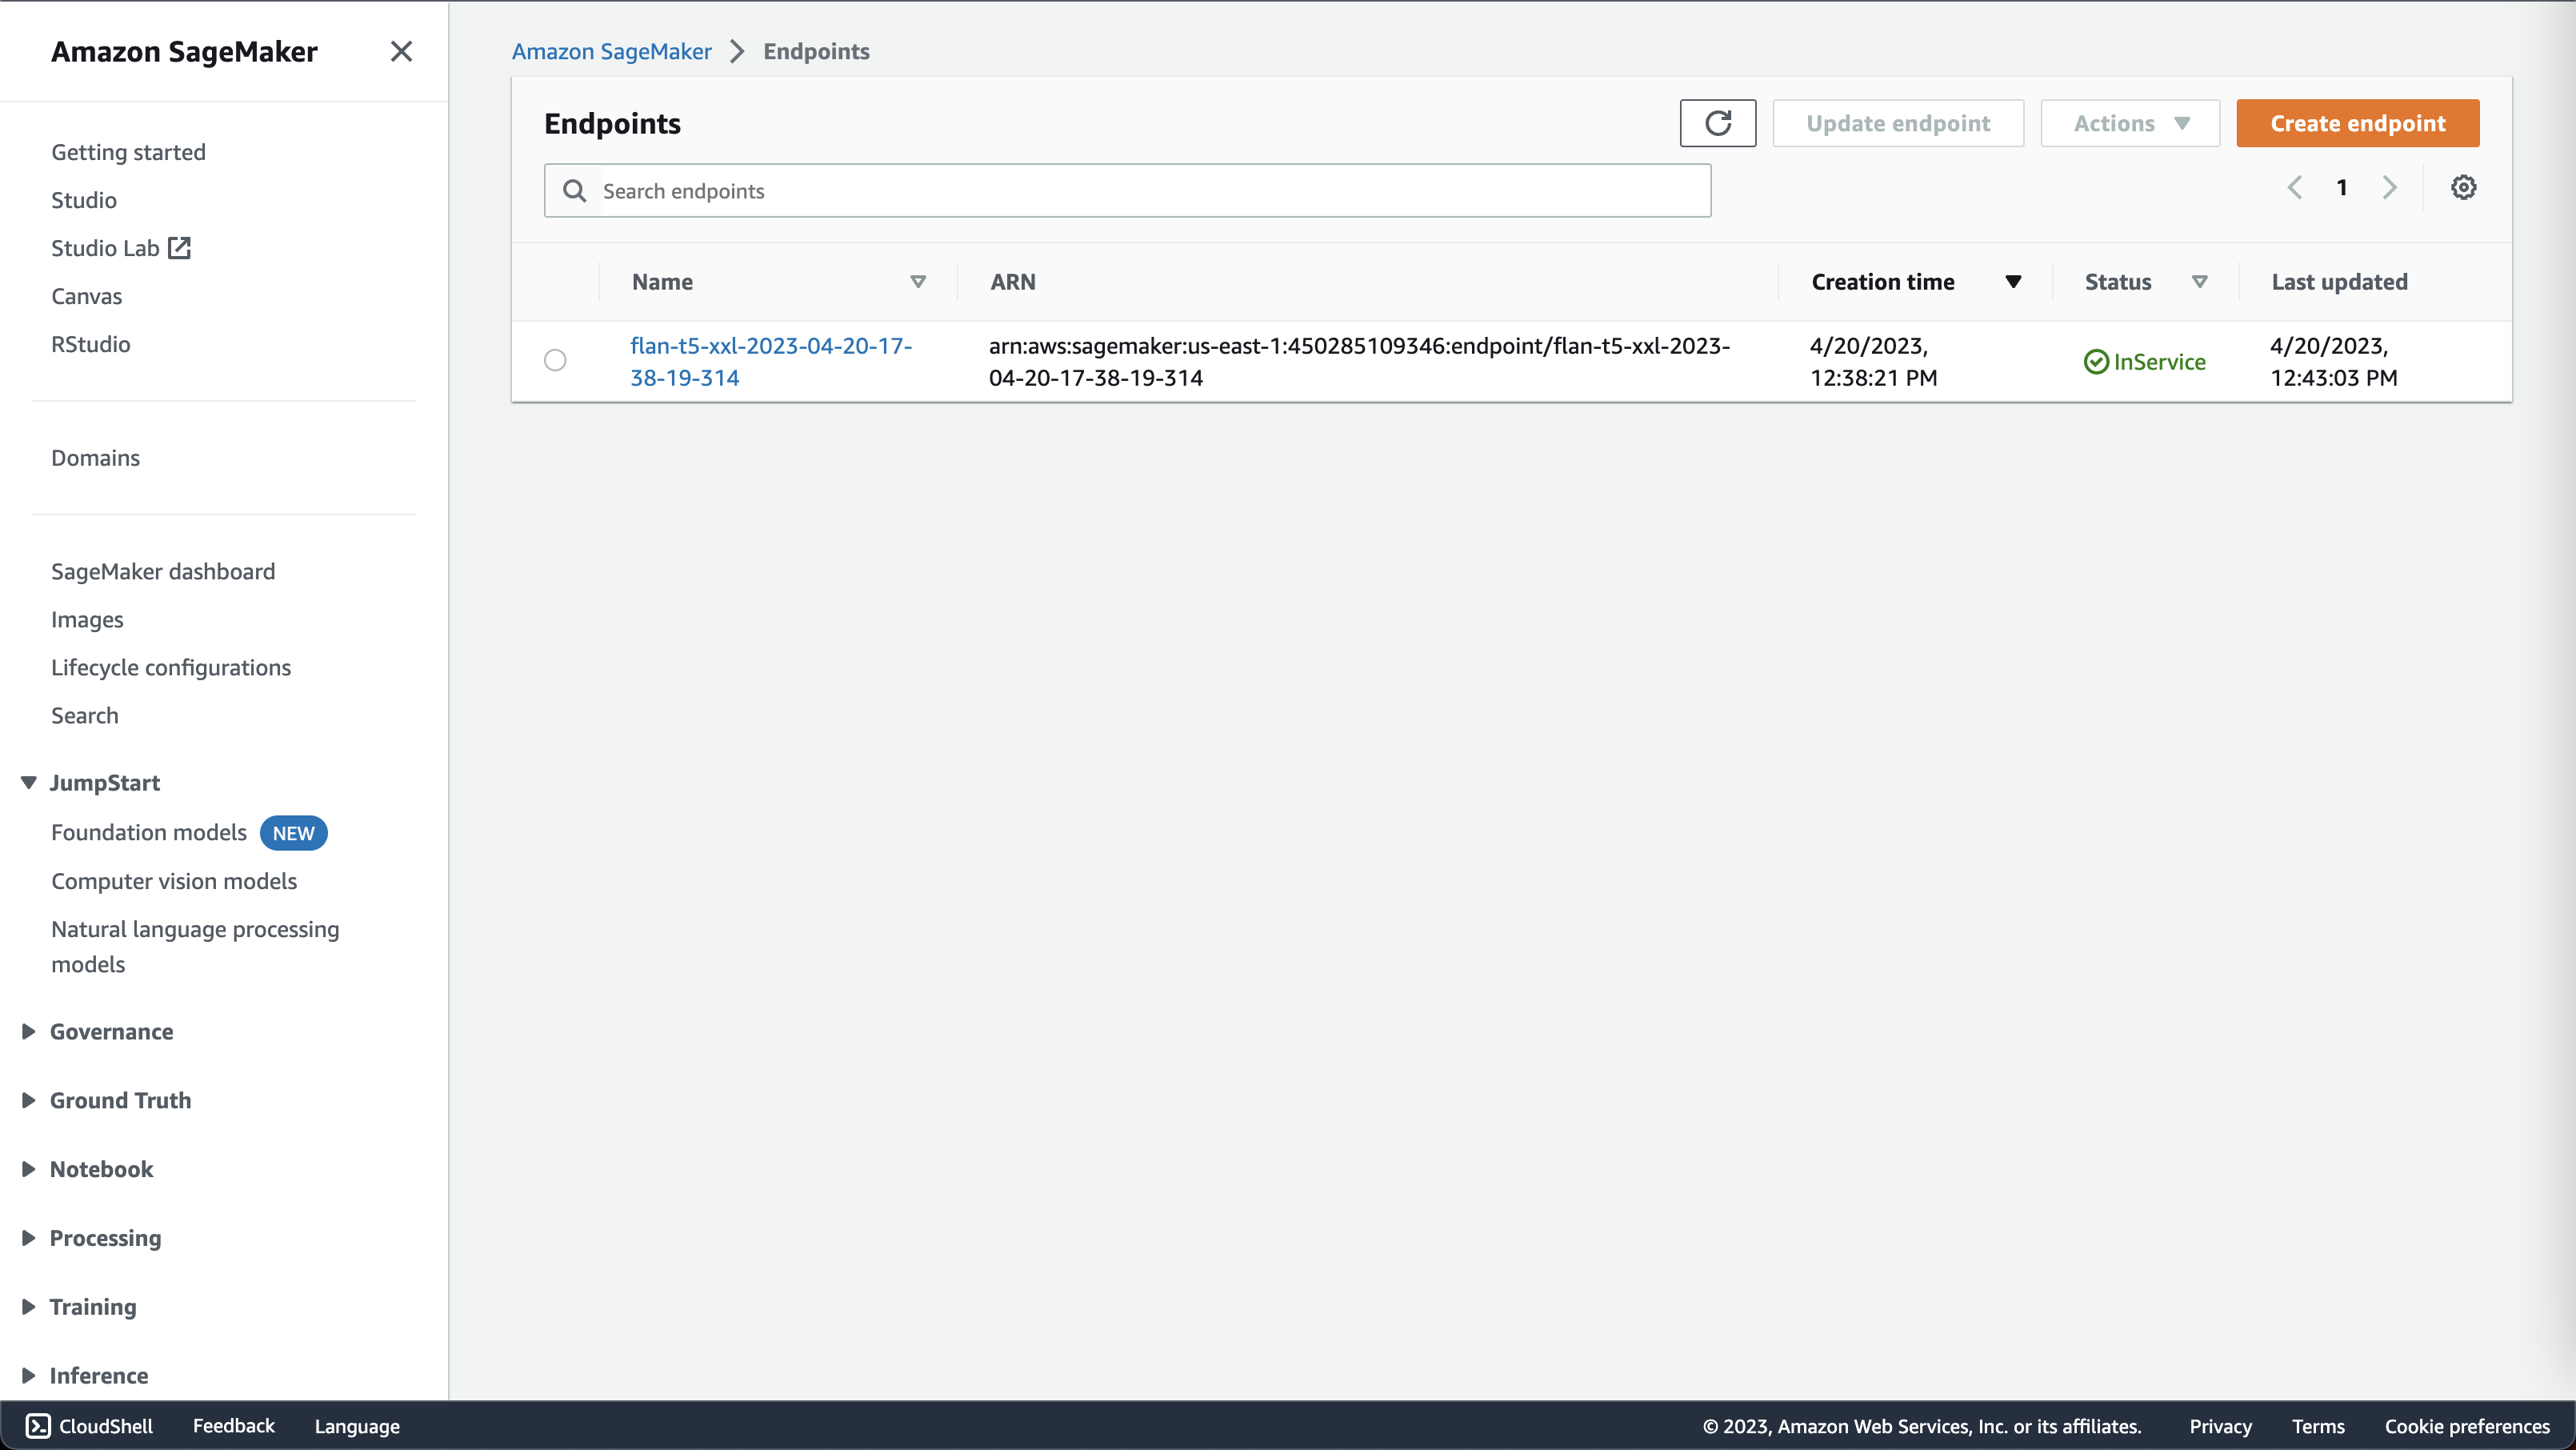 Amazon SageMaker
Getting started
Studio
Studio Lab
Canvas
RStudio
Domains
SageMaker dashboard
Images
Lifecycle configurations
Search
JumpStart
Foundation models NEW
Computer vision models
Natural language processing
models
Governance
Ground Truth
Notebook
Processing
Training
Inference
Amazon SageMaker Endpoints
Endpoints
Update endpoint Actions Create endpoint
Search endpoints 1
Name ARN Creation time Status Last updated
flan-t5-xxl-2023-04-20-17- arn:aws:sagemaker:us-east-1:450285109346:endpoint/flan-t5-xxl-2023- 4/20/2023, InService 4/20/2023,
38-19-314 04-20-17-38-19-314 12:38:21 PM 12:43:03 PM
CloudShell Feedback Language © 2023, Amazon Web Services, Inc. or its affiliates. Privacy Terms Cookie preferences